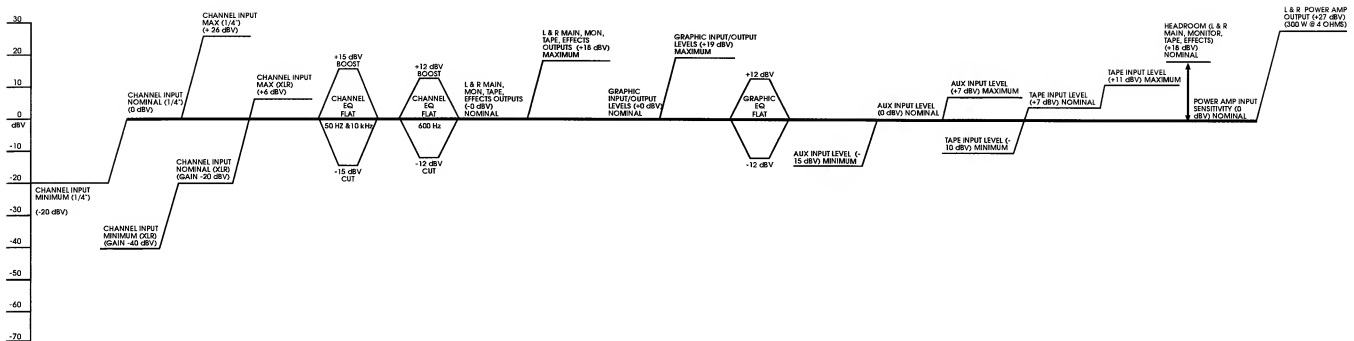 30
20
10
0
dBV
-10
-20
-30
-40
-50
-60
-70
CHANNEL INPUT
MINIMUM (1/4")
(-20 dBV)
CHANNEL INPUT
NOMINAL (1/4")
(0 dBV)
CHANNEL INPUT
MAX (1/4")
(+ 26 dBV)
CHANNEL INPUT
MINIMUM (XLR)
(GAIN -40 dBV)
CHANNEL INPUT
NOMINAL (XLR)
(GAIN -20 dBV)
CHANNEL INPUT
MAX (XLR)
(+6 dBV)
+15 dBV
BOOST
CHANNEL
EQ
FLAT
50 HZ &10 kHz
-15 dBV
CUT
+12 dBV
BOOST
CHANNEL
EQ
FLAT
600 Hz
-12 dBV
CUT
L & R MAIN,
MON, TAPE,
EFFECTS OUTPUTS
(-0 dBV)
NOMINAL
L & R MAIN, MON,
TAPE, EFFECTS
OUTPUTS (+18 dBV)
MAXIMUM
GRAPHIC
INPUT/OUTPUT
LEVELS (+0 dBV)
NOMINAL
GRAPHIC INPUT/OUTPUT
LEVELS (+19 dBV)
MAXIMUM
+12 dBV
GRAPHIC
EQ
FLAT
-12 dBV
AUX INPUT LEVEL (-
15 dBV) MINIMUM
AUX INPUT LEVEL
(0 dBV) NOMINAL
AUX INPUT LEVEL
(+7 dBV) MAXIMUM
TAPE INPUT LEVEL (-
10 dBV) MINIMUM
TAPE INPUT LEVEL
(+7 dBV) NOMINAL
TAPE INPUT LEVEL
(+11 dBV) MAXIMUM
HEADROOM (L & R
MAIN, MONITOR,
TAPE, EFFECTS)
(+18 dBV)
NOMINAL
POWER AMP INPUT
SENSITIVITY (0
dBV) NOMINAL
L & R POWER AMP
OUTPUT (+27 dBV)
(300 W @ 4 OHMS)